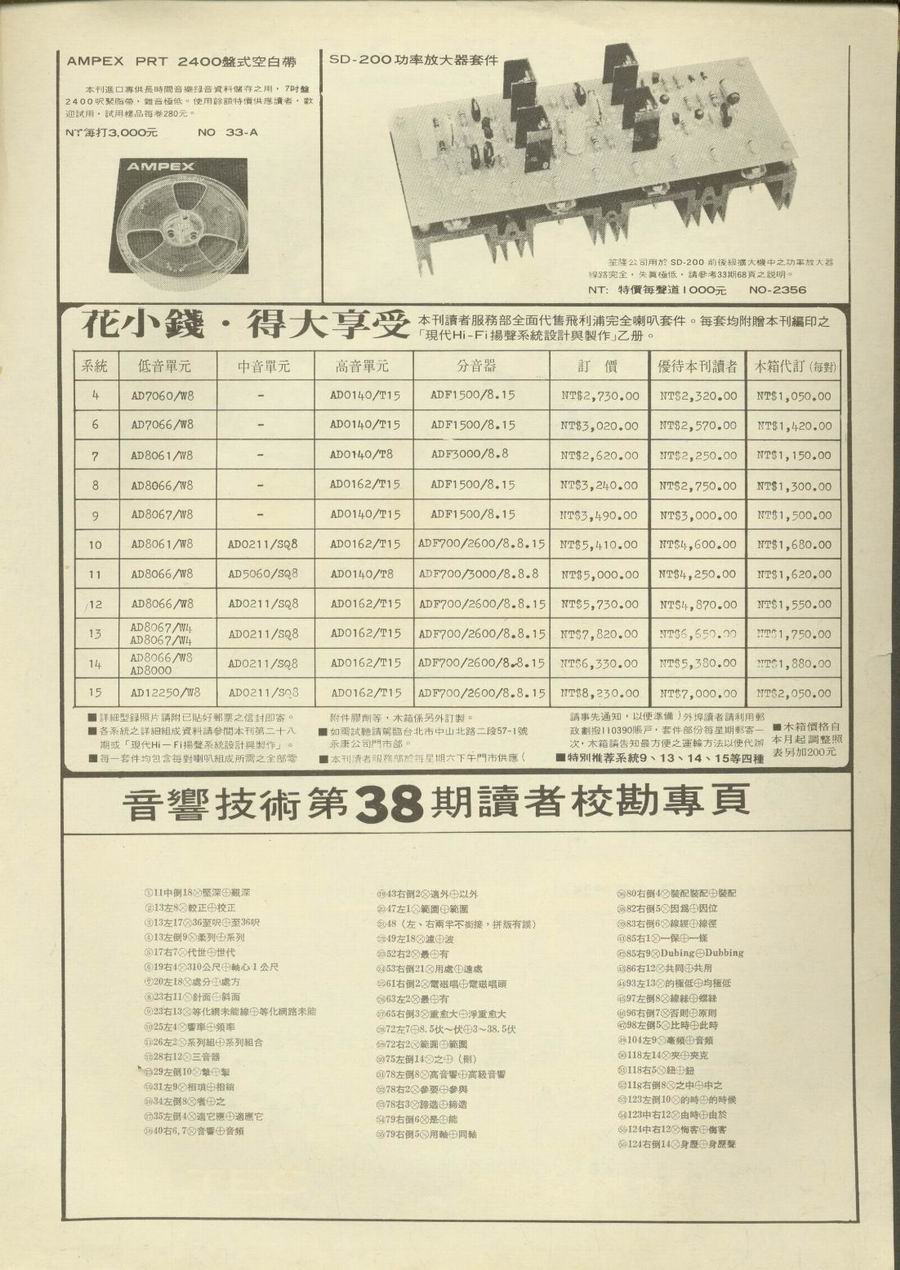 AMPEX PRT 2400盤式空白帶
本刊進口專供長時間音樂錄音資料儲存之用，7吋盤
2400呎緊脂帶，雜音極低。使用餘額特價供應讀者，歡
迎試用，試用樣品每卷280元。
NT每打3,000元 NO 33-A
AMPEX
SD-200功率放大器套件
笙隆公司用於 SD-200 前後級擴大機中之功率放大器
線路完全，失眞極低，請參考33期68頁之說明。
NT: 特價每聲道1000元 NO-2356
花小錢・得大享受
本刊讀者服務部全面代售飛利浦完全喇叭套件。每套均附贈本刊編印之
「現代Hi-Fi揚聲系統設計與製作」乙册。
系統 低音單元 中音單元 高音單元 分音器 訂 價 優待本刊讀者 木箱代訂(每對)
4 AD7060/W8 - AD0140/T15 ADF1500/8.15 NT$2,730.00 NT$2,320.00 NT$1,050.00
6 AD7066/W8 - AD0140/T15 ADF1500/8.15 NT$3,020.00 NT$2,570.00 NT$1,420.00
7 AD8061/W8 - AD0140/T8 ADF3000/8.8 NT$2,620.00 NT$2,250.00 NT$1,150.00
8 AD8066/W8 - AD0162/T15 ADF1500/8.15 NT$3,240.00 NT$2,750.00 NT$1,300.00
9 AD8067/W8 - AD0140/T15 ADF1500/8.15 NT$3,490.00 NT$3,000.00 NT$1,500.00
10 AD8061/W8 AD0211/SQ8 AD0162/T15 ADF700/2600/8.8.15 NT$5,410.00 NT$4,600.00 NT$1,680.00
11 AD8066/W8 AD5060/SQ8 AD0140/T8 ADF700/3000/8.8.8 NT$5,000.00 NT$4,250.00 NT$1,620.00
12 AD8066/W8 AD0211/SQ8 AD0162/T15 ADF700/2600/8.8.15 NT$5,730.00 NT$4,870.00 NT$1,550.00
13 AD8067/W4 AD8067/W4 AD0211/SQ8 AD0162/T15 ADF700/2600/8.8.15 NT$7,820.00 NT$6,650.00 NT$1,750.00
14 AD8066/W8 AD8000 AD0211/SQ8 AD0162/T15 ADF700/2600/8.8.15 NT$6,330.00 NT$5,380.00 NT$1,880.00
15 AD12250/W8 AD0211/SQ8 AD0162/T15 ADF700/2600/8.8.15 NT$8,230.00 NT$7,000.00 NT$2,050.00
■詳細型錄照片請附已貼好郵票之信封即寄。
■各系統之詳細組成資料請參閱本刊第二十八
期或「現代Hi－Fi揚聲系統設計與製作」。
■每一套件均包含每對喇叭組成所需之全部零
附件膠劑等，木箱係另外訂製。
■如需試聽請駕臨台北市中山北路二段57-1號
永康公司門市部。
■本刊讀者服務部於每星期六下午門市供應(
請事先通知，以便準備)外埠讀者請利用郵
政劃撥110390賬戶，套件部份每星期郵寄一
次，木箱請告知最方便之運輸方法以便代辦
■特別推荐系統9、13、14、15等四種
■木箱價格自
本月起調整照
表另加200元
音響技術第38期讀者校勘專頁
①11中倒18⊗堅深⊕艱深
②13左8⊗較正⊕校正
③13左17⊗36至呎⊕至36呎
④13左倒9⊗柔列⊕系列
⑤17右7⊗代世⊕世代
⑥19右4⊗310公尺⊕軸心1公尺
⑦20左18⊗處分⊕處方
⑧23右11⊗針面⊕斜面
⑨23右13⊗等化網未能線⊕等化網路未能
⑩25左4⊗響率⊕頻率
⑪26左2⊗系列組⊕系列組合
⑫28右12⊗三音器
⑬29左倒10⊗
⑭31左9⊗
⑮34左倒8⊗者⊕之
⑰35左倒4⊗適它應⊕適應它
⑱40右6,7⊗音響⊕音頻
⑲43右倒2⊗適外⊕以外
⑳47左1⊗範圍⊕範圍
㉑48（左、右兩半不銜接，拼版有誤）
㉒49左18⊗濾⊕波
㉓52右2⊗最⊕有
㉔53右倒21⊗用處⊕遠處
㉕61右倒2⊗電磁唱⊕電磁唱頭
㉖63左2⊗最⊕有
㉗65右倒3⊗重愈大⊕淨重愈大
㉘72左7⊕8.5伏～伏⊕3～38.5伏
㉙72右2⊗範圍⊕範圍
㉚75左倒14⊗之⊕（刪）
㉛78左倒8⊗高音響⊕高級音響
㉜78右2⊗參要⊕參與
㉝78右3⊗諦造⊕締造
㉞79右倒6⊗是⊕能
㉟79右倒5⊗用軸⊕同軸
㊱80右倒4⊗裝配裝配⊕裝配
㊳82右倒5⊗因爲⊕因位
㊴83右倒6⊗線經⊕線徑
㊶85右1⊗一保⊕一條
㊷85右9⊗Dubing⊕Dubbing
㊸86右12⊗共同⊕共用
㊹93左13⊗的極低⊕均極低
㊺97左倒8⊗線絲⊕螺絲
㊻96右倒7⊗否則⊕原則
㊼98左倒5⊗比時⊕此時
㊽104左9⊗毫頻⊕音頻
㊿118左14⊗夾⊕夾克
118右5⊗紐⊕鈕
118右倒8⊗之中⊕中之
123左倒10⊗的時⊕的時候
123中右12⊗由時⊕由於
124中右12⊗悔客⊕傷客
124右倒14⊗身歷⊕身歷聲